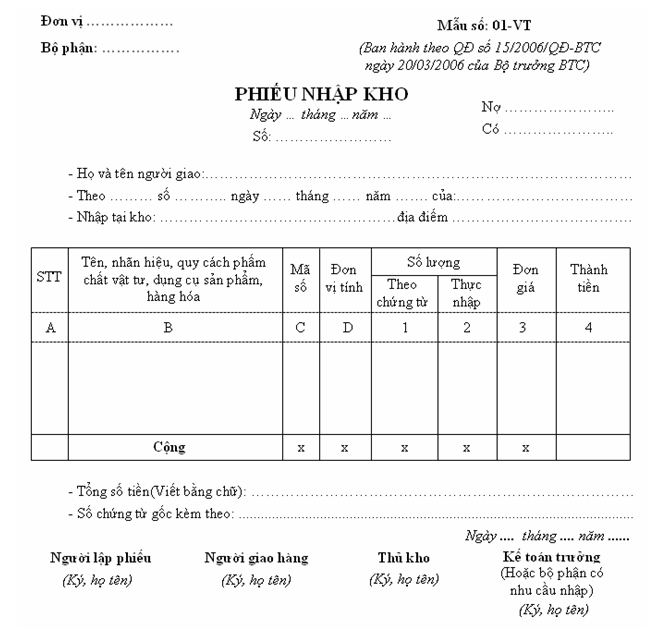 Đơn vị ………………… Mẫu số: 01-VT
Bộ phận: ……………. (Ban hành theo QĐ số 15/2006/QĐ-BTC
ngày 20/03/2006 của Bộ trưởng BTC)
PHIẾU NHẬP KHO
Ngày ... tháng ... năm ...
Nợ …………………..
Số: …………………… Có …………………..
- Họ và tên người giao:……………………………………………………………………
- Theo ……… số ……….. ngày …… tháng …… năm ……. của:……………………………
- Nhập tại kho: ……………………………………địa điểm ……………………………
STT Tên, nhãn hiệu, quy cách phẩm chất vật tư, dụng cụ sản phẩm, hàng hóa Mã số Đơn vị tính Số lượng Đơn giá Thành tiền
Theo chứng từ Thực nhập
A B C D 1 2 3 4
Cộng x x x x x
- Tổng số tiền(Viết bằng chữ): ……………………………………………………………
- Số chứng từ gốc kèm theo: ..................................................................
Ngày .... tháng .... năm ......
Người lập phiếu Người giao hàng Thủ kho Kế toán trưởng
(Ký, họ tên) (Ký, họ tên) (Ký, họ tên) (Hoặc bộ phận có
nhu cầu nhập)
(Ký, họ tên)